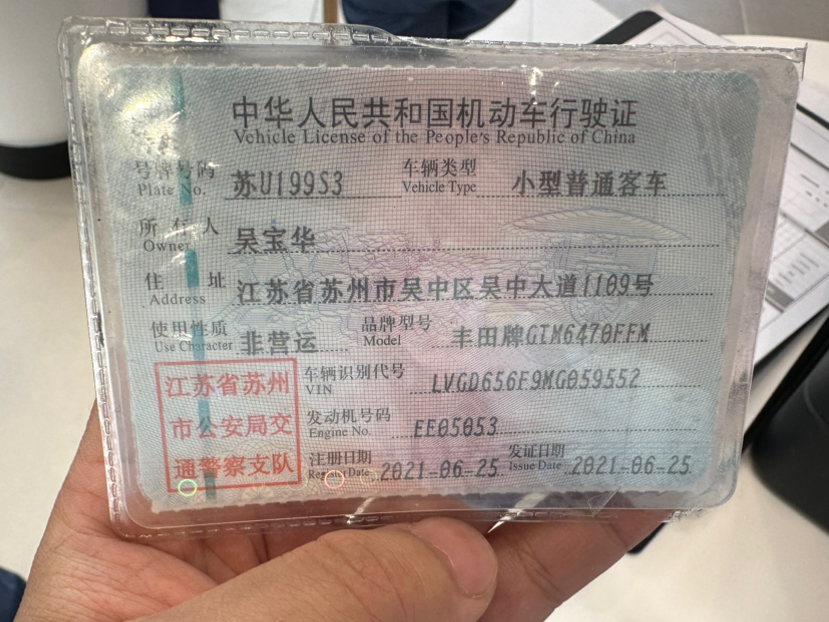 中华人民共和国机动车行驶证
Vehicle License of the People's Republic of China
号牌号码 苏U199S3 车辆类型 小型普通客车
Plate No. Vehicle Type
所有人 吴宝华
Owner
住址 江苏省苏州市吴中区吴中大道1109号
Address
使用性质 非营运 品牌型号 丰田牌GTM6470FFM
Use Character Model
江苏省苏州
市公安局交
通警察支队
车辆识别代号 LVGD656F9MG059552
VIN
发动机号码 EE05053
Engine No.
注册日期 2021-06-25 发证日期 2021-06-25
Register Date Issue Date